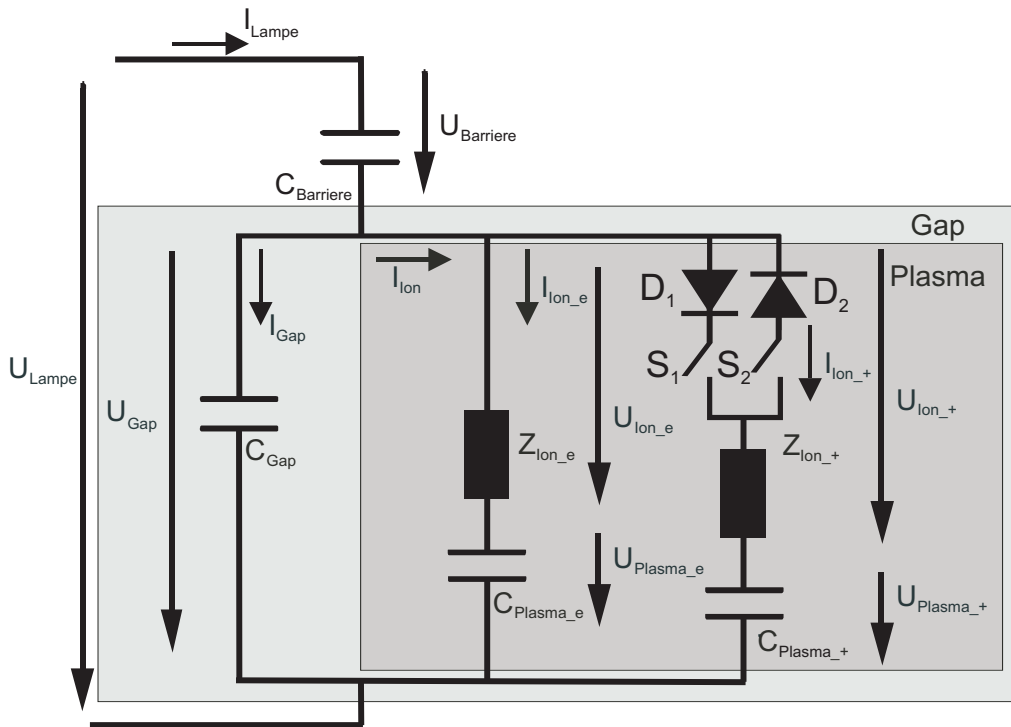 I_Lampe
U_Barriere
C_Barriere
Gap
Plasma
I_Ion
I_Ion_e
D_1
D_2
I_Gap
S_1
S_2
I_Ion_+
U_Lampe
U_Gap
U_Ion_e
U_Ion_+
C_Gap
Z_Ion_e
Z_Ion_+
U_Plasma_e
C_Plasma_e
U_Plasma_+
C_Plasma_+